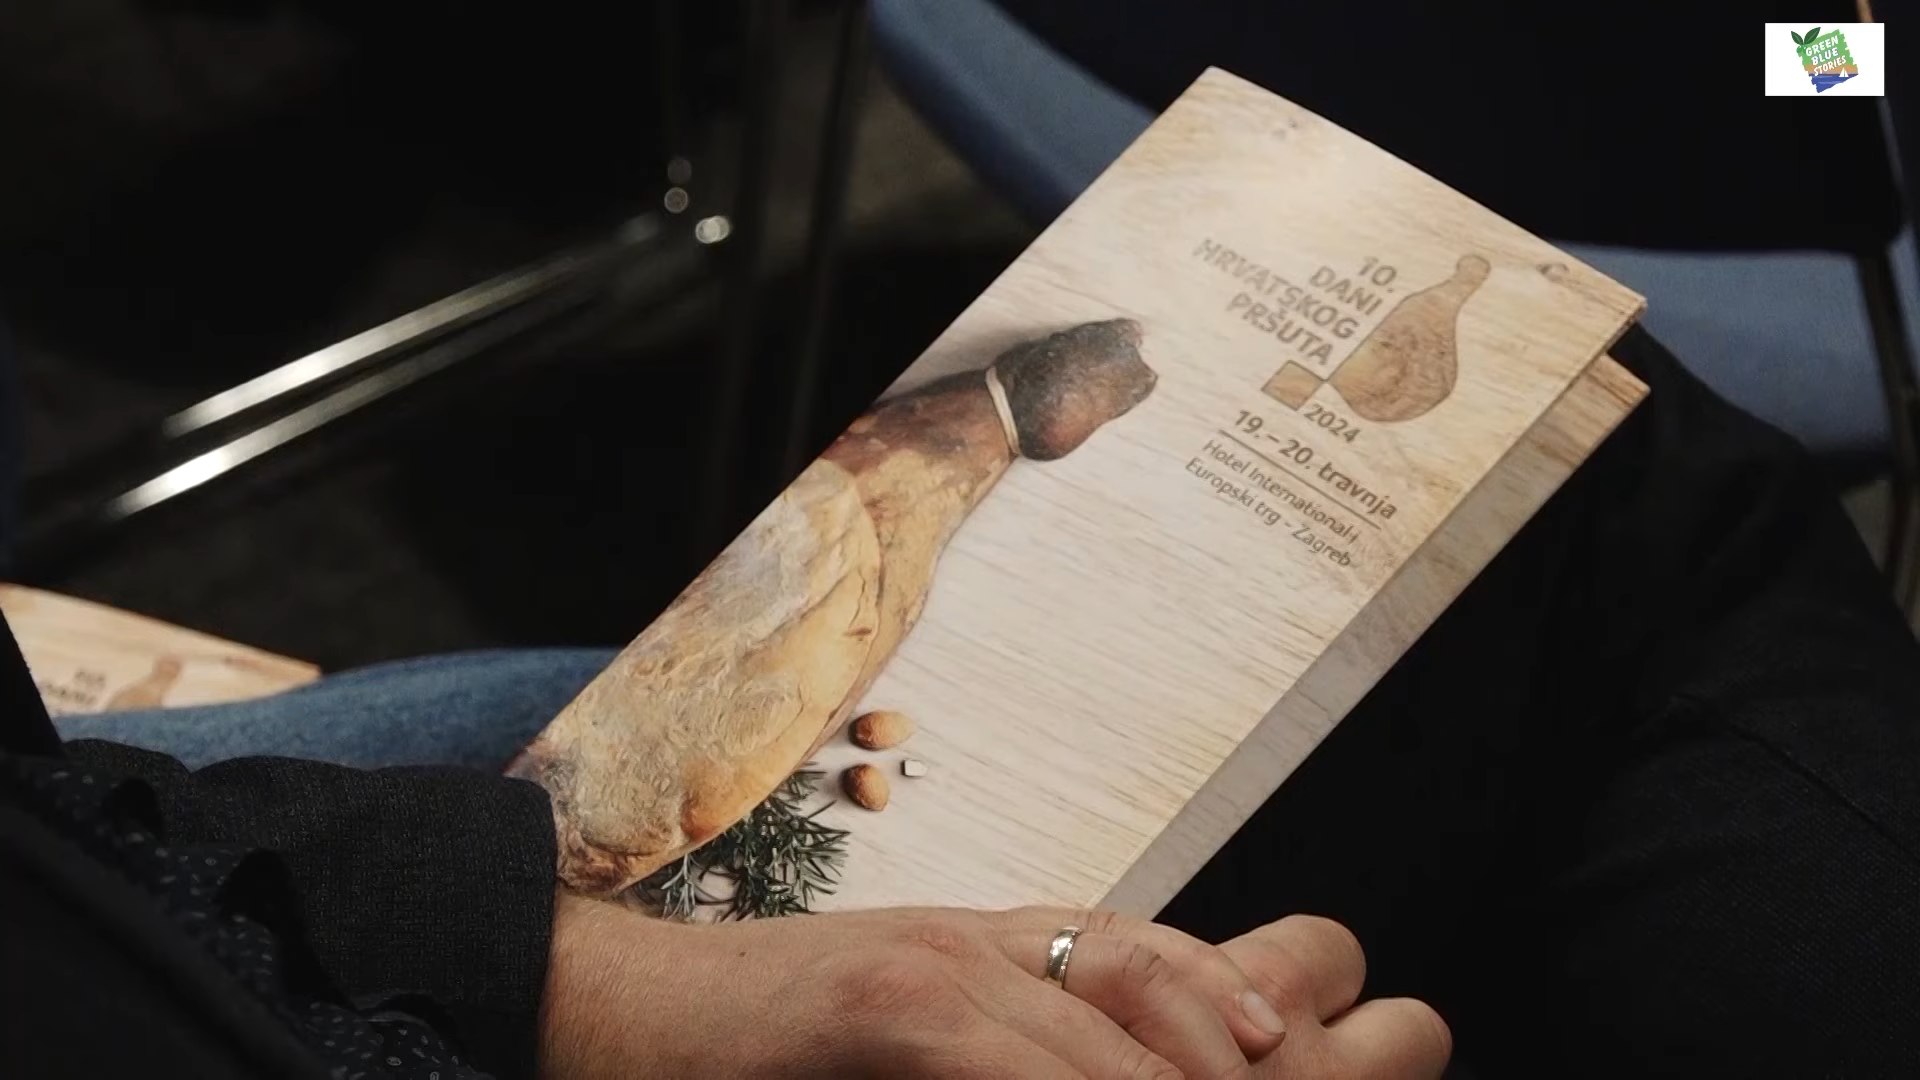 10.
DANI
HRVATSKOG
PRŠUTA
2024
19.–20. travnja
Hotel International
Europski trg - Zagreb
GREEN
BLUE
STORIES